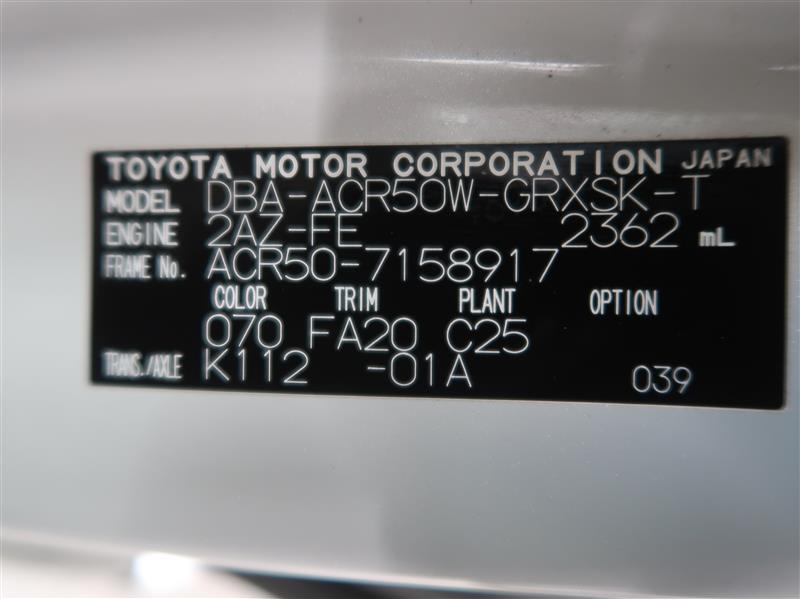 TOYOTA MOTOR CORPORATION JAPAN
MODEL DBA-ACR50W-GRXSK-T
ENGINE 2AZ-FE 2362 mL
FRAME No. ACR50-7158917
COLOR TRIM PLANT OPTION
070 FA20 C25
TRANS./AXLE K112 -01A 039